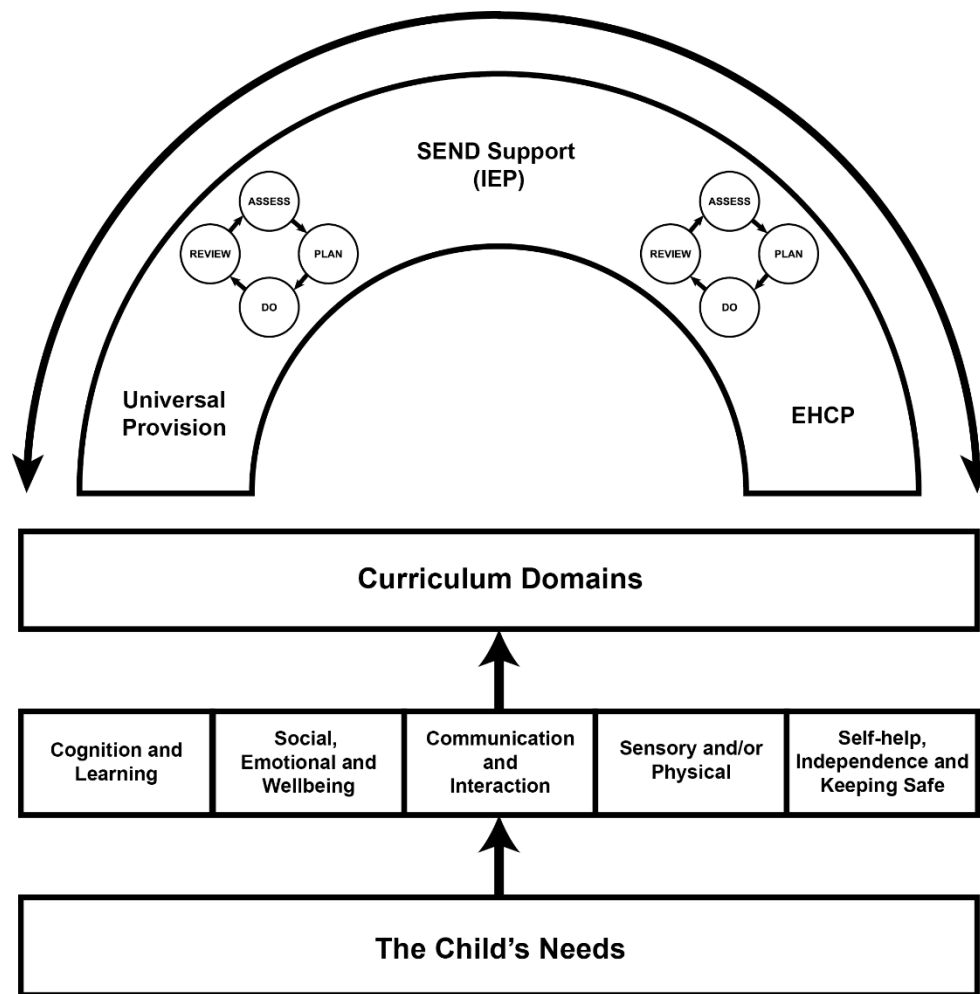 SEND Support
(IEP)
ASSESS
REVIEW
PLAN
DO
ASSESS
REVIEW
PLAN
DO
Universal
Provision
EHCP
Curriculum Domains
Cognition and
Learning
Social,
Emotional and
Wellbeing
Communication
and
Interaction
Sensory and/or
Physical
Self-help,
Independence and
Keeping Safe
The Child’s Needs